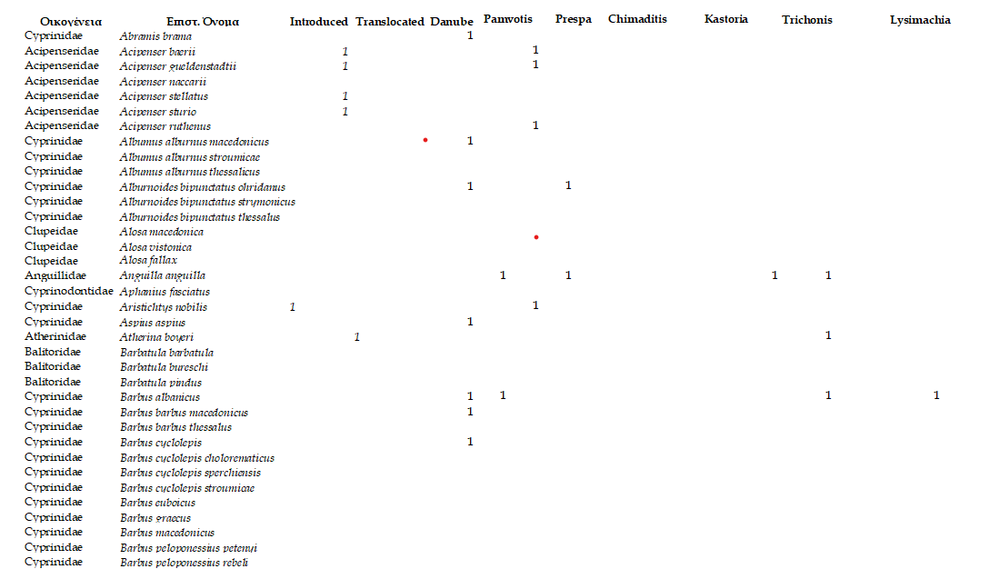 Οικογένεια Επιστ. Όνομα Introduced Translocated Danube Pamvotis Prespa Chimaditis Kastoria Trichonis Lysimachia
Cyprinidae Abramis brama 1
Acipenseridae Acipenser baerii 1 1
Acipenseridae Acipenser gueldenstadtii 1 1
Acipenseridae Acipenser naccarii
Acipenseridae Acipenser stellatus 1
Acipenseridae Acipenser sturio 1
Acipenseridae Acipenser ruthenus 1
Cyprinidae Albumus alburnus macedonicus 1
Cyprinidae Albumus alburnus stroumicae
Cyprinidae Albumus alburnus thessalicus
Cyprinidae Alburnoides bipunctatus ohridanus 1 1
Cyprinidae Alburnoides bipunctatus strymonicus
Cyprinidae Alburnoides bipunctatus thessalus
Clupeidae Alosa macedonica
Clupeidae Alosa vistonica
Clupeidae Alosa fallax
Anguillidae Anguilla anguilla 1 1 1 1
Cyprinodontidae Aphanius fasciatus
Cyprinidae Aristichtys nobilis 1 1
Cyprinidae Aspius aspius 1
Atherinidae Atherina boyeri 1 1
Balitoridae Barbatula barbatula
Balitoridae Barbatula bureschi
Balitoridae Barbatula pindus
Cyprinidae Barbus albanicus 1 1 1 1
Cyprinidae Barbus barbus macedonicus 1
Cyprinidae Barbus barbus thessalus
Cyprinidae Barbus cyclolepis 1
Cyprinidae Barbus cyclolepis cholorematicus
Cyprinidae Barbus cyclolepis sperchiensis
Cyprinidae Barbus cyclolepis stroumicae
Cyprinidae Barbus euboicus
Cyprinidae Barbus graecus
Cyprinidae Barbus macedonicus
Cyprinidae Barbus peloponessius petenyi
Cyprinidae Barbus peloponessius rebeli